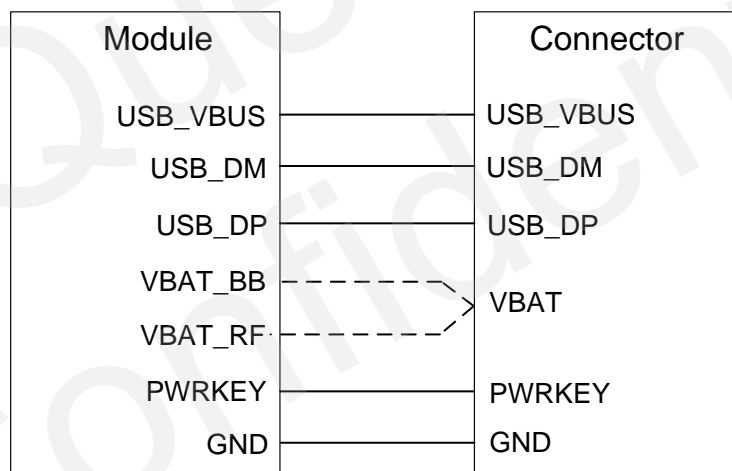 Module Connector
USB_VBUS USB_VBUS
USB_DM USB_DM
USB_DP USB_DP
VBAT_BB
VBAT
VBAT_RF
PWRKEY PWRKEY
GND GND